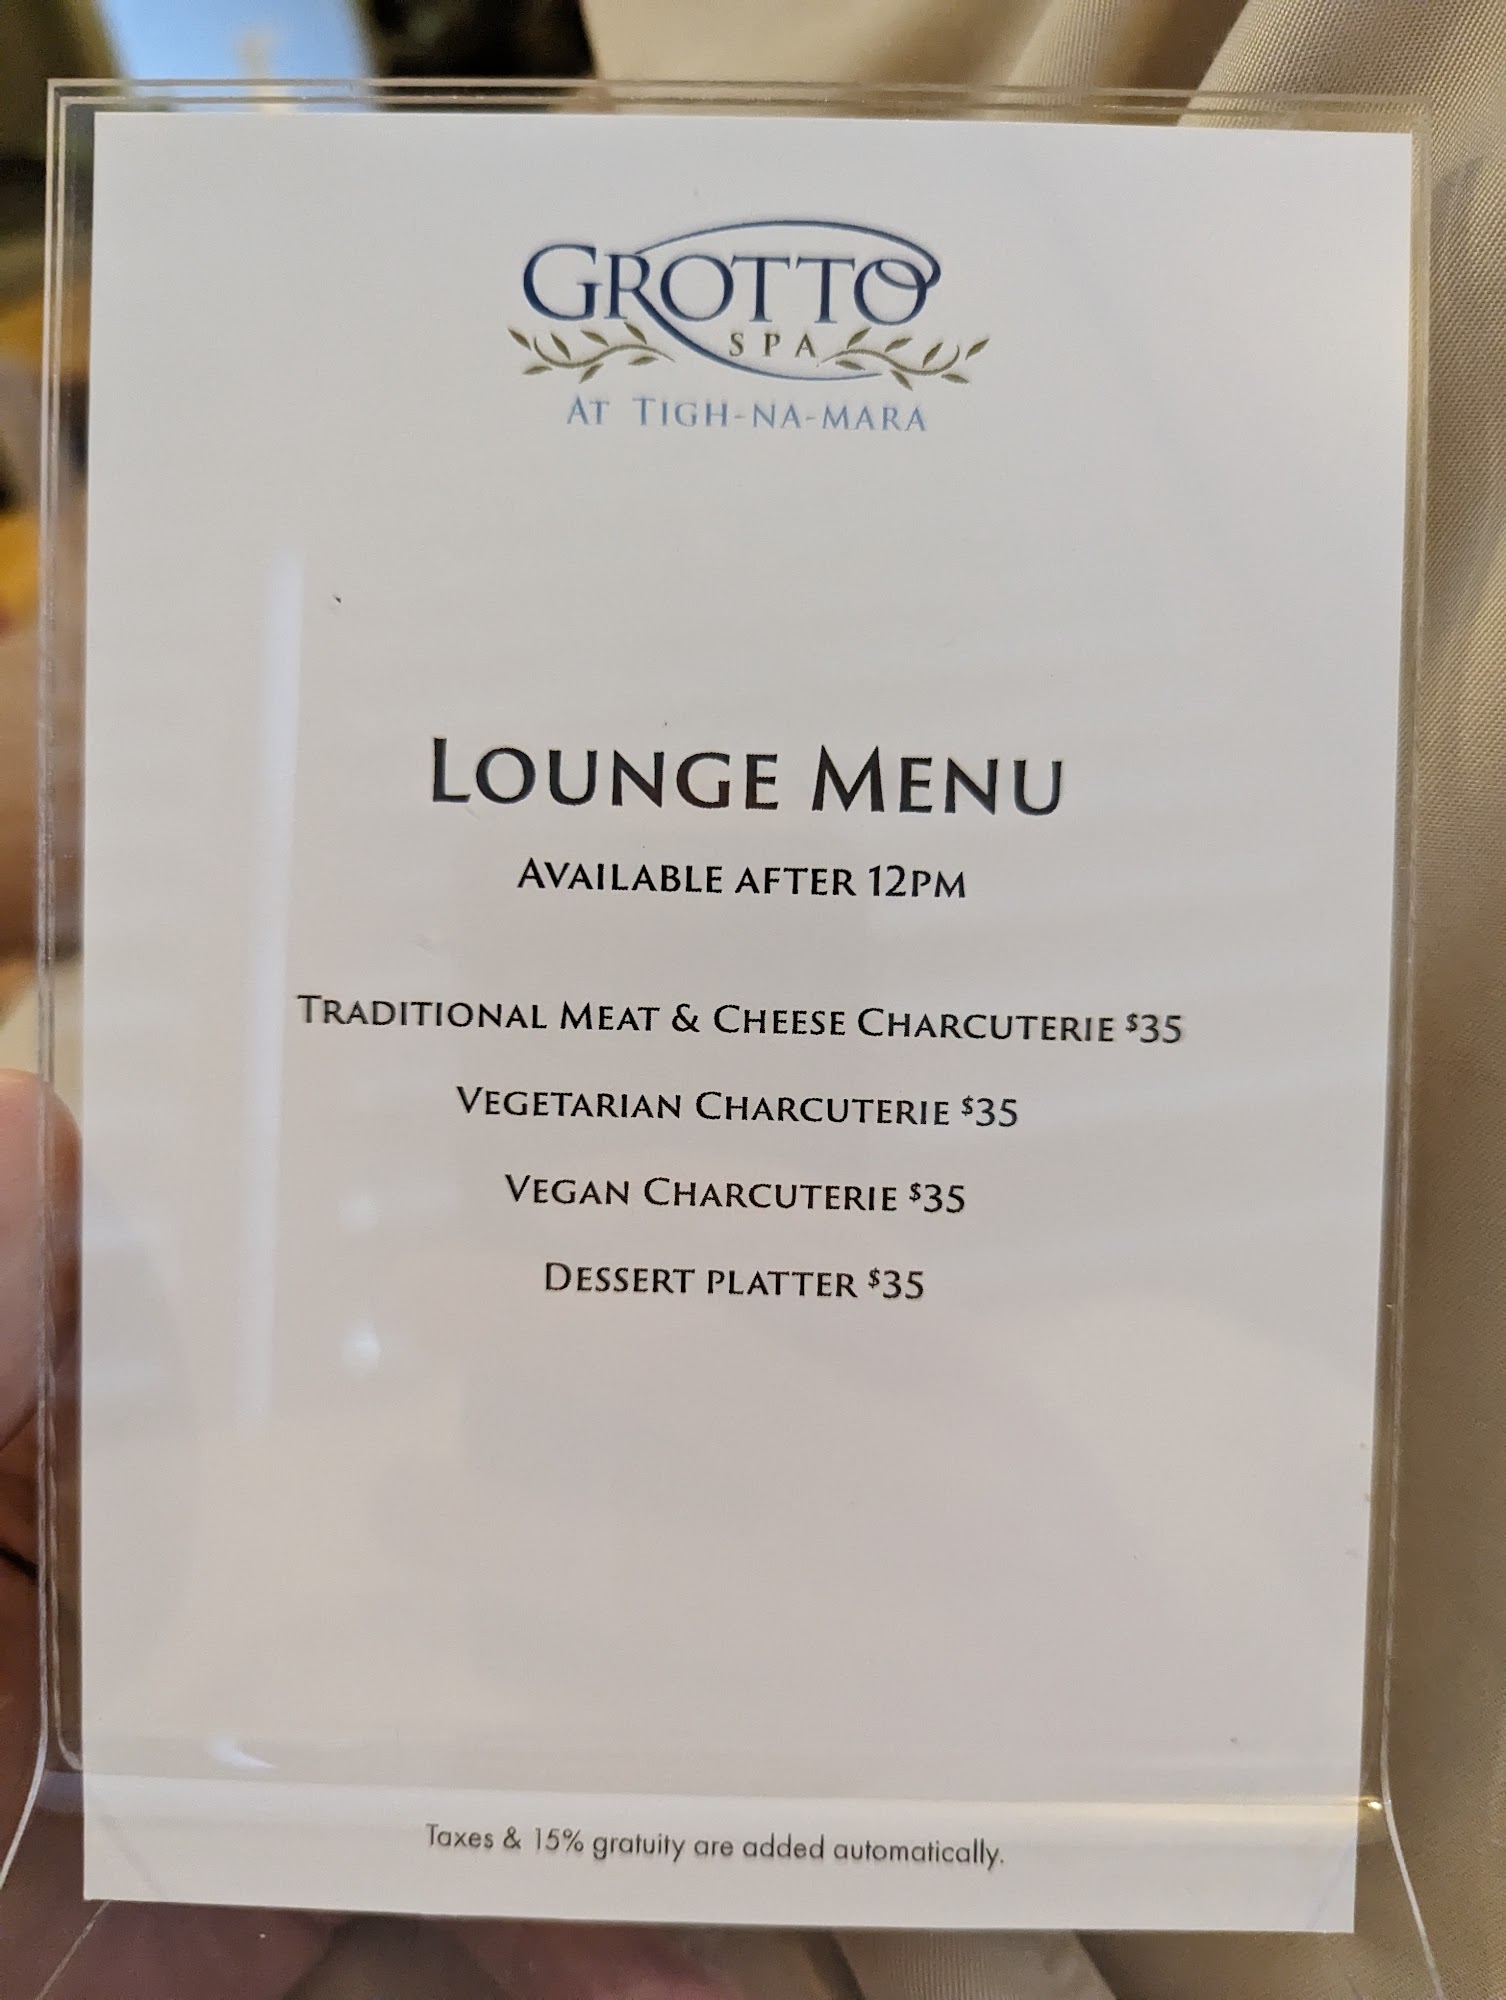 GROTTO
SPA
AT TIGH-NA-MARA
LOUNGE MENU
AVAILABLE AFTER 12PM
TRADITIONAL MEAT & CHEESE CHARCUTERIE $35
VEGETARIAN CHARCUTERIE $35
VEGAN CHARCUTERIE $35
DESSERT PLATTER $35
Taxes & 15% gratuity are added automatically.